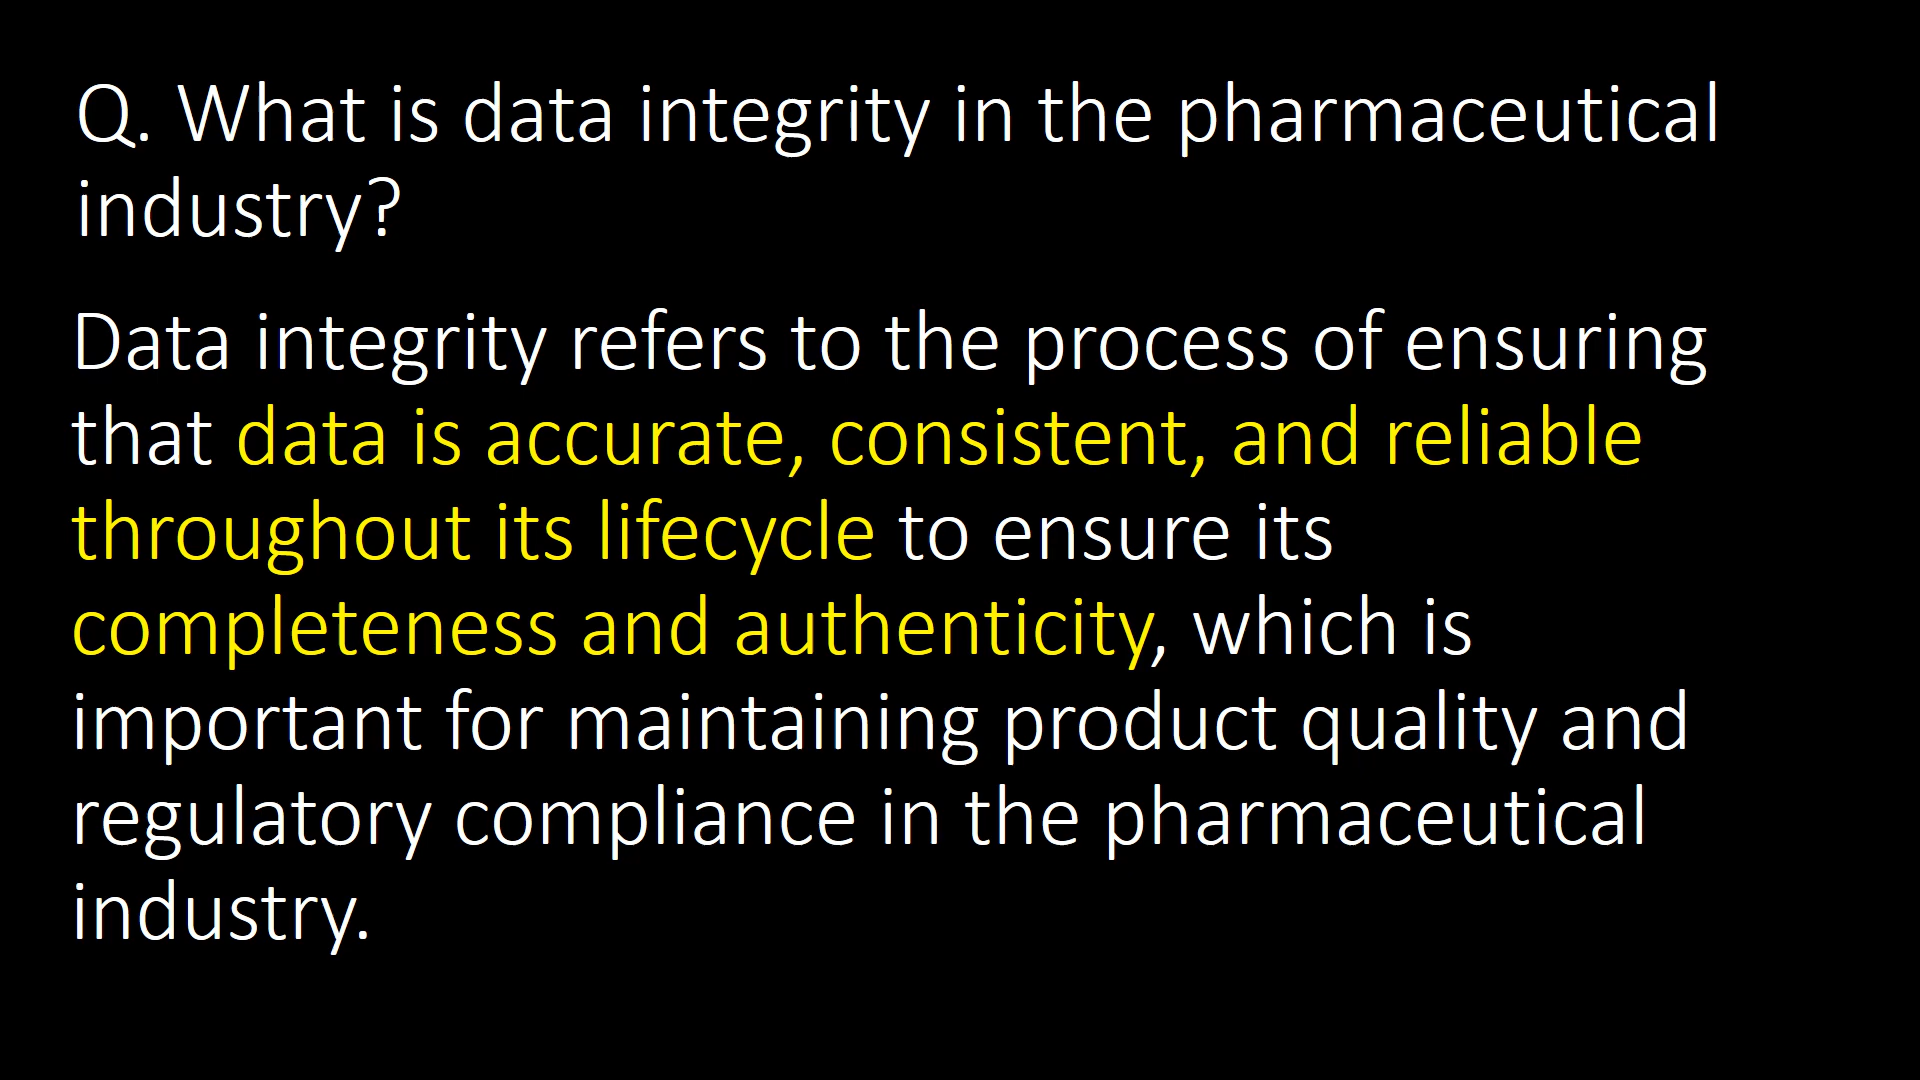 Q. What is data integrity in the pharmaceutical
industry?
Data integrity refers to the process of ensuring
that data is accurate, consistent, and reliable
throughout its lifecycle to ensure its
completeness and authenticity, which is
important for maintaining product quality and
regulatory compliance in the pharmaceutical
industry.